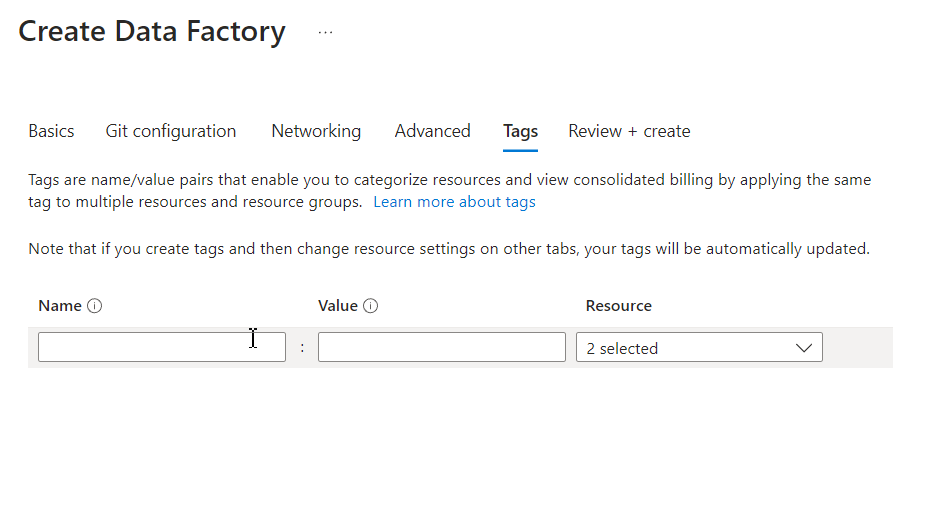 Create Data Factory ...
Basics Git configuration Networking Advanced Tags Review + create
Tags are name/value pairs that enable you to categorize resources and view consolidated billing by applying the same
tag to multiple resources and resource groups. Learn more about tags
Note that if you create tags and then change resource settings on other tabs, your tags will be automatically updated.
Name Value Resource
: 2 selected